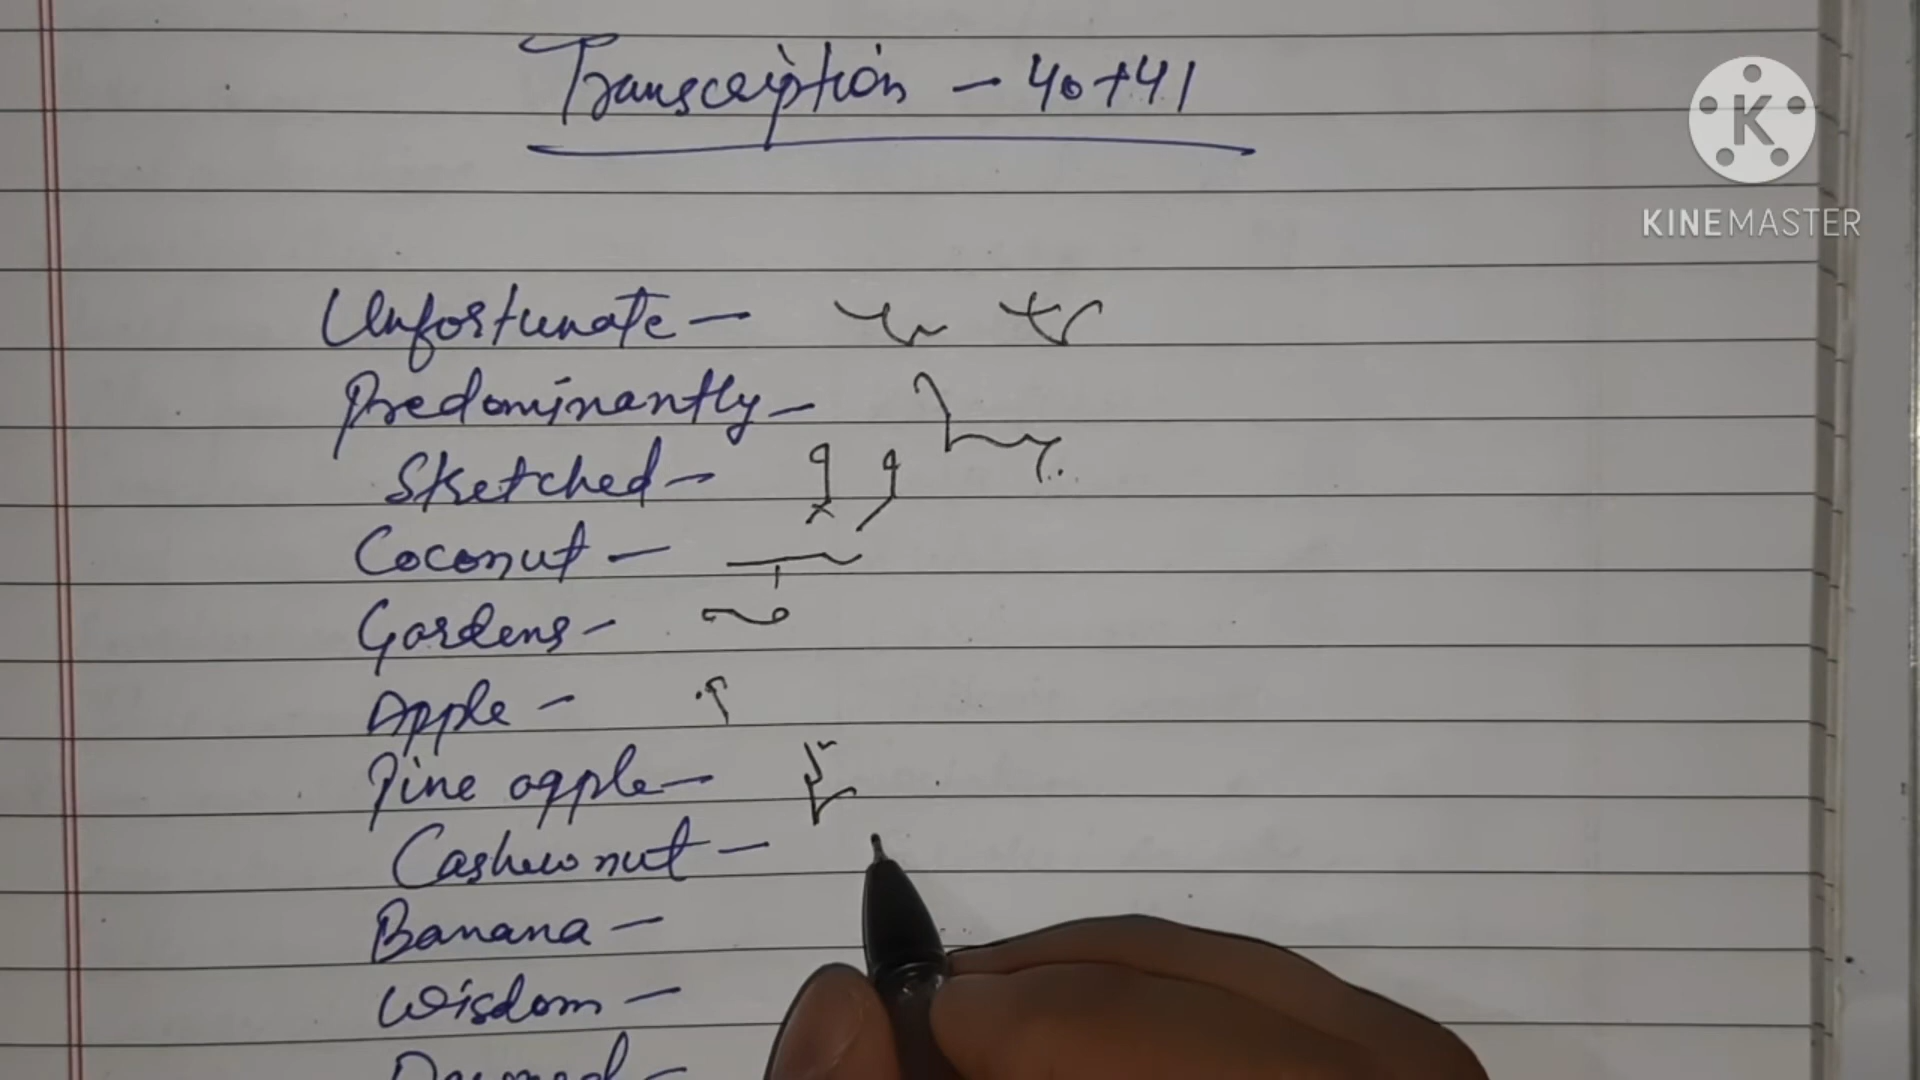 Transcription - 40+41
K
KINEMASTER
Unfortunate -
Predominantly -
Sketched -
Coconut -
Gardens -
Apple -
Pine apple -
Cashew nut -
Banana -
Wisdom -